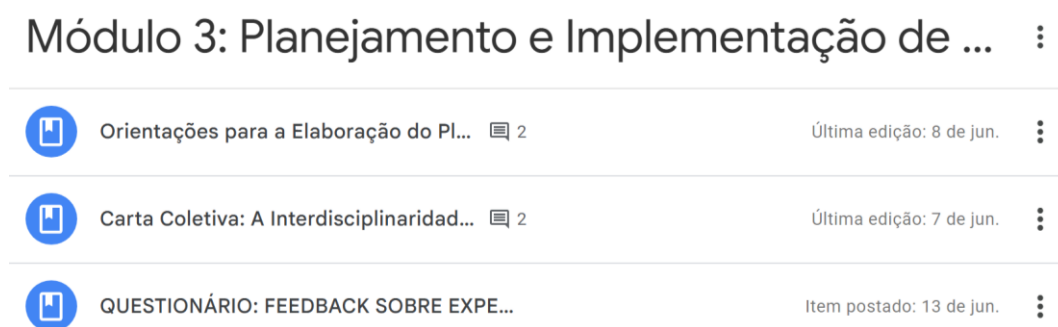 Módulo 3: Planejamento e Implementação de ...
Orientações para a Elaboração do Pl... 2 Última edição: 8 de jun.
Carta Coletiva: A Interdisciplinaridad... 2 Última edição: 7 de jun.
QUESTIONÁRIO: FEEDBACK SOBRE EXPE... Item postado: 13 de jun.